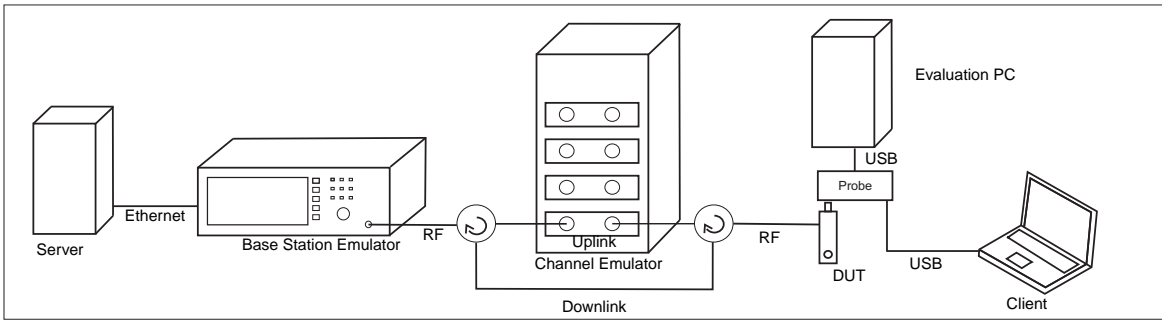 Server
Ethernet
Base Station Emulator
RF
Uplink
Channel Emulator
Downlink
RF
Evaluation PC
USB
Probe
DUT
USB
Client